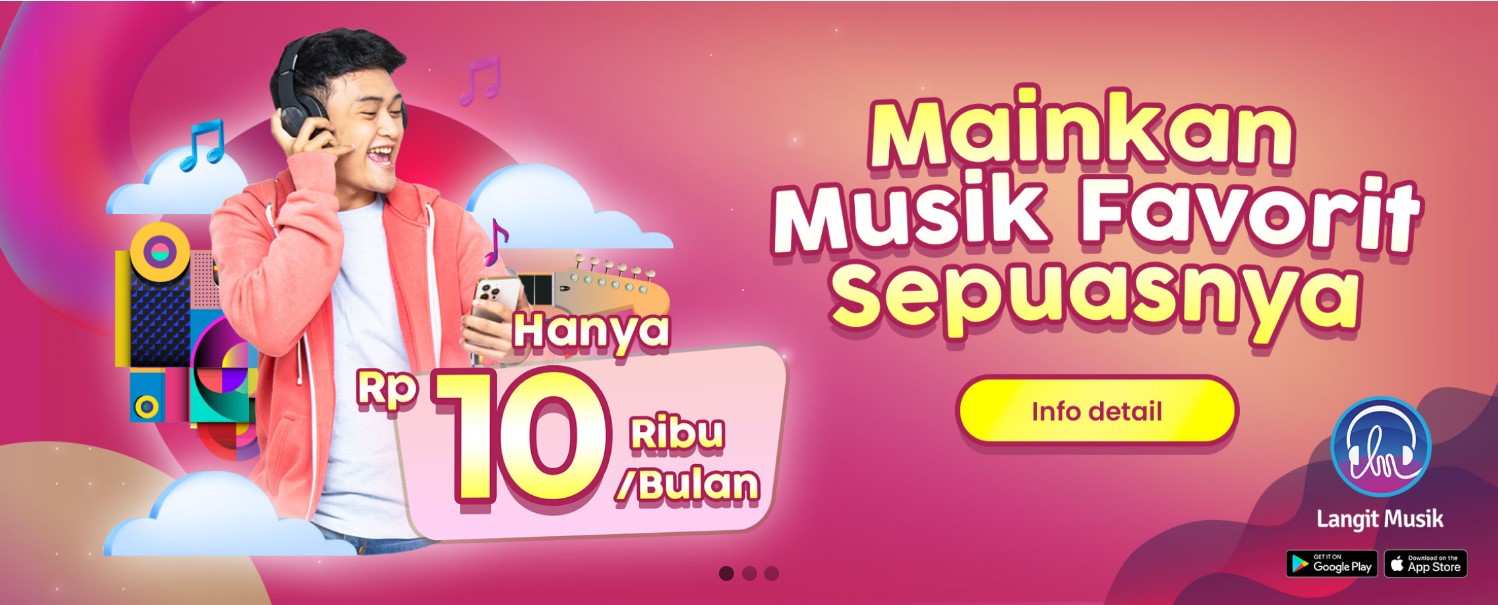 Mainkan
Musik Favorit
Sepuasnya
Hanya
Rp 10 Ribu
/Bulan
Info detail
lm
Langit Musik
GET IT ON
Google Play
Download on the
App Store